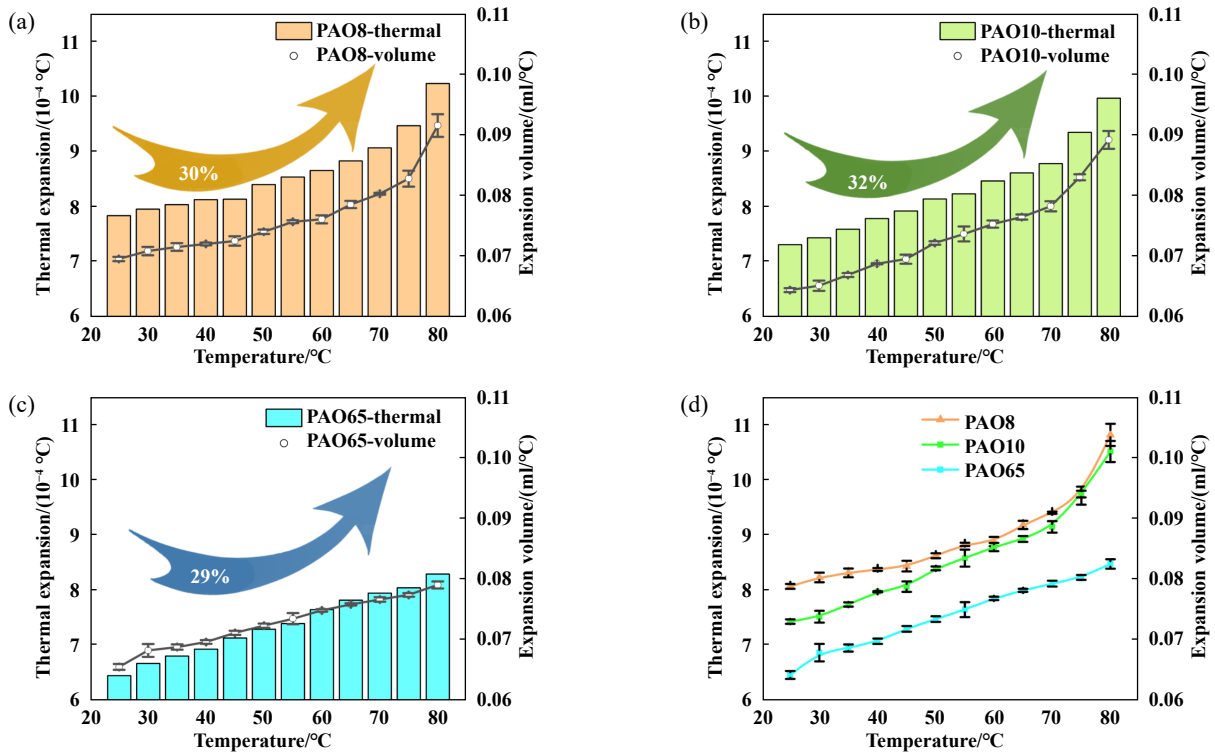 (a)
PAO8-thermal
PAO8-volume
30%
Thermal expansion/(10⁻⁴ °C)
11
10
9
8
7
6
Expansion volume/(ml/°C)
0.11
0.10
0.09
0.08
0.07
0.06
20 30 40 50 60 70 80
Temperature/°C
(b)
PAO10-thermal
PAO10-volume
32%
Thermal expansion/(10⁻⁴ °C)
11
10
9
8
7
6
Expansion volume/(ml/°C)
0.11
0.10
0.09
0.08
0.07
0.06
20 30 40 50 60 70 80
Temperature/°C
(c)
PAO65-thermal
PAO65-volume
29%
Thermal expansion/(10⁻⁴ °C)
11
10
9
8
7
6
Expansion volume/(ml/°C)
0.11
0.10
0.09
0.08
0.07
0.06
20 30 40 50 60 70 80
Temperature/°C
(d)
PAO8
PAO10
PAO65
Thermal expansion/(10⁻⁴ °C)
11
10
9
8
7
6
Expansion volume/(ml/°C)
0.11
0.10
0.09
0.08
0.07
0.06
20 30 40 50 60 70 80
Temperature/°C